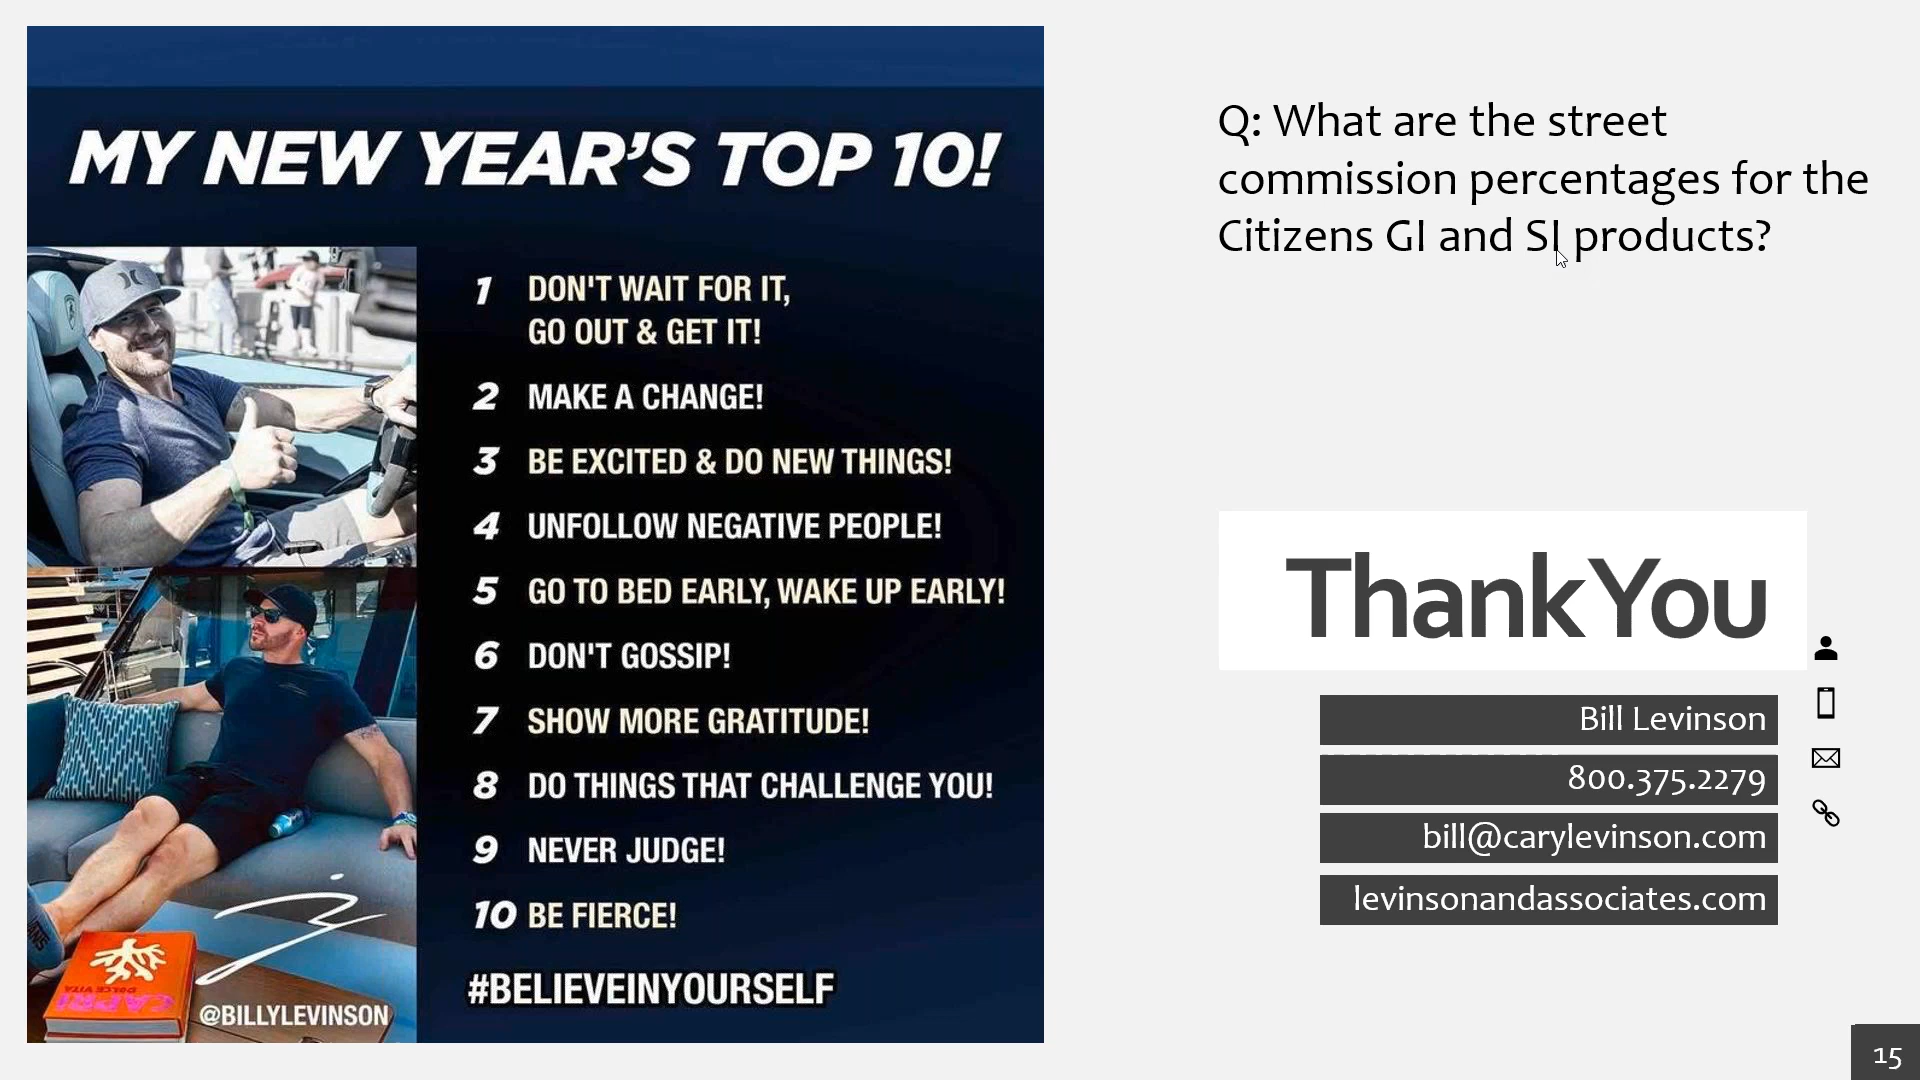 MY NEW YEAR'S TOP 10!
1 DON'T WAIT FOR IT,
GO OUT & GET IT!
2 MAKE A CHANGE!
3 BE EXCITED & DO NEW THINGS!
4 UNFOLLOW NEGATIVE PEOPLE!
5 GO TO BED EARLY, WAKE UP EARLY!
6 DON'T GOSSIP!
7 SHOW MORE GRATITUDE!
8 DO THINGS THAT CHALLENGE YOU!
9 NEVER JUDGE!
10 BE FIERCE!
#BELIEVEINYOURSELF
VANS
CAPRI
DOLCE VITA
@BILLYLEVINSON
Q: What are the street
commission percentages for the
Citizens GI and SI products?
Thank You
Bill Levinson
800.375.2279
bill@carylevinson.com
levinsonandassociates.com
15